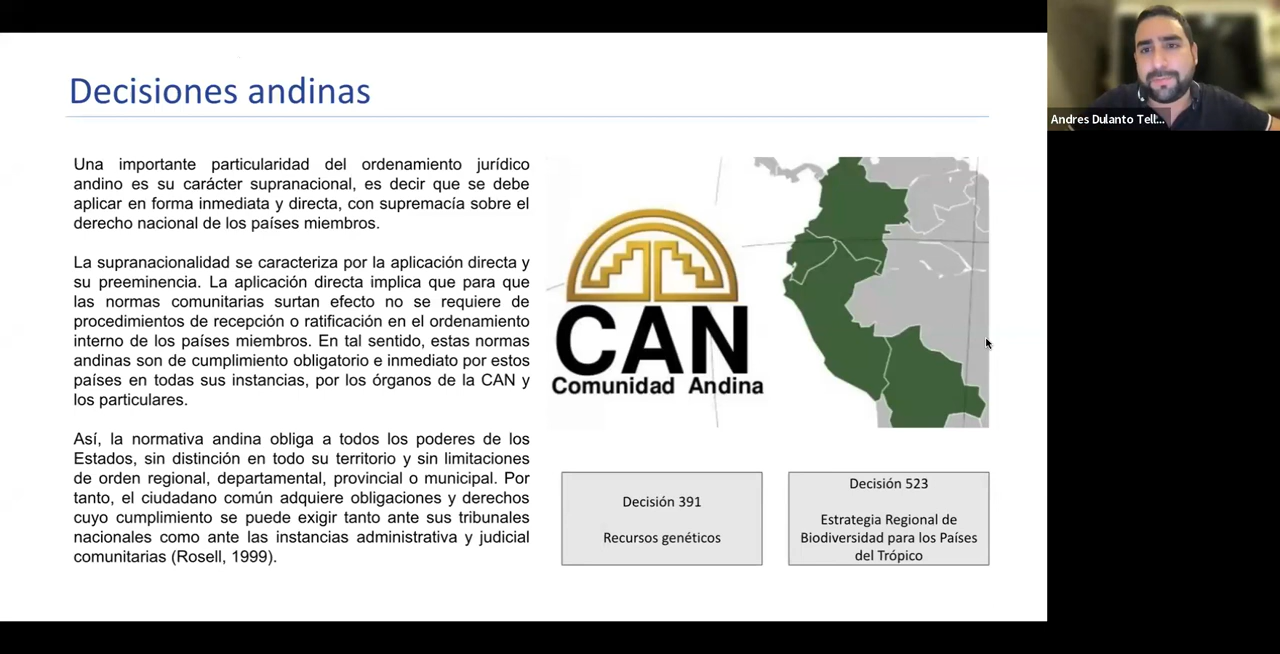 Decisiones andinas
Una importante particularidad del ordenamiento jurídico
andino es su carácter supranacional, es decir que se debe
aplicar en forma inmediata y directa, con supremacía sobre el
derecho nacional de los países miembros.
La supranacionalidad se caracteriza por la aplicación directa y
su preeminencia. La aplicación directa implica que para que
las normas comunitarias surtan efecto no se requiere de
procedimientos de recepción o ratificación en el ordenamiento
interno de los países miembros. En tal sentido, estas normas
andinas son de cumplimiento obligatorio e inmediato por estos
países en todas sus instancias, por los órganos de la CAN y
los particulares.
Así, la normativa andina obliga a todos los poderes de los
Estados, sin distinción en todo su territorio y sin limitaciones
de orden regional, departamental, provincial o municipal. Por
tanto, el ciudadano común adquiere obligaciones y derechos
cuyo cumplimiento se puede exigir tanto ante sus tribunales
nacionales como ante las instancias administrativa y judicial
comunitarias (Rosell, 1999).
CAN
Comunidad Andina
Decisión 391
Recursos genéticos
Decisión 523
Estrategia Regional de
Biodiversidad para los Países
del Trópico
Andres Dulanto Tell...